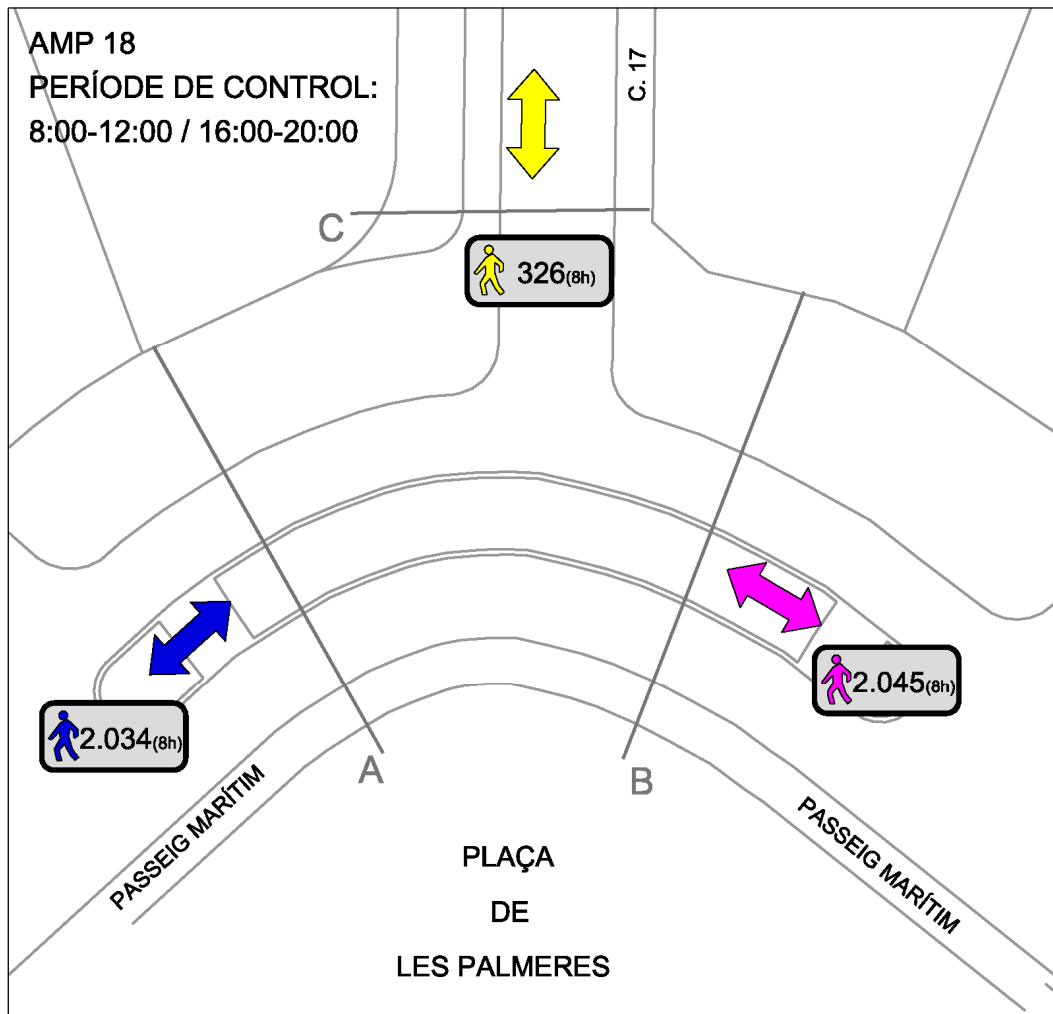 AMP 18
PERÍODE DE CONTROL:
8:00-12:00 / 16:00-20:00
C. 17
C
326(8h)
2.045(8h)
2.034(8h)
A
B
PASSEIG MARÍTIM
PASSEIG MARÍTIM
PLAÇA
DE
LES PALMERES